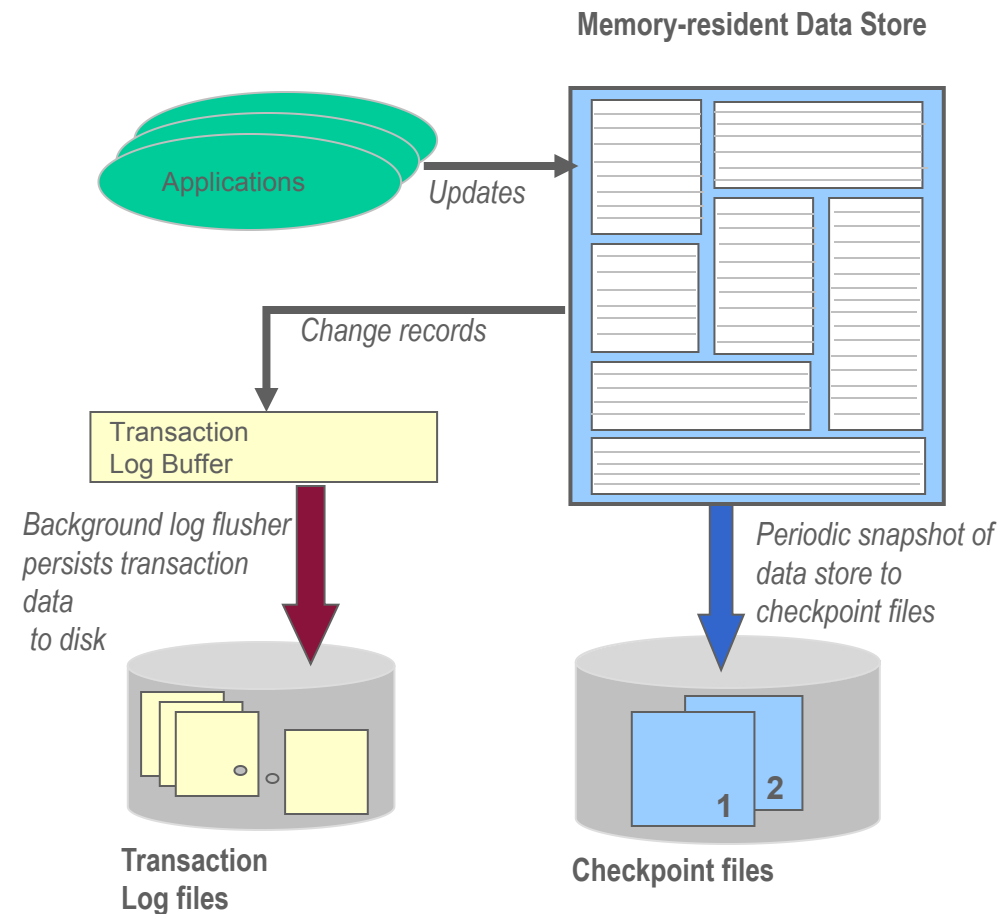 Memory-resident Data Store
Applications
Updates
Change records
Transaction
Log Buffer
Background log flusher
persists transaction
data
to disk
Periodic snapshot of
data store to
checkpoint files
1
2
Transaction
Log files
Checkpoint files